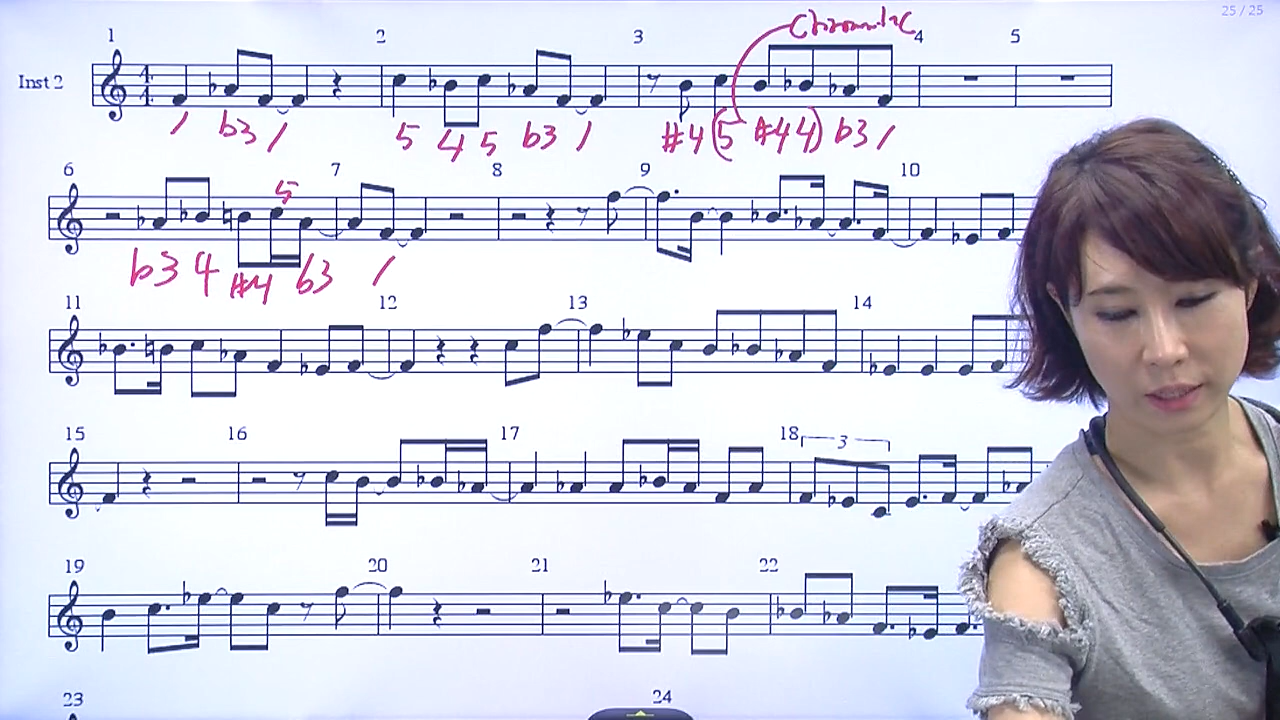 25 / 25
chromatic
1 2 3 4 5
Inst 2
4
4
1 b3 1 5 4 5 b3 1 #4 (5 #4 4) b3 1
6 7 8 9 10
5
b3 4 #4 b3 1
11 12 13 14
15 16 17 18 3
19 20 21 22
23 24